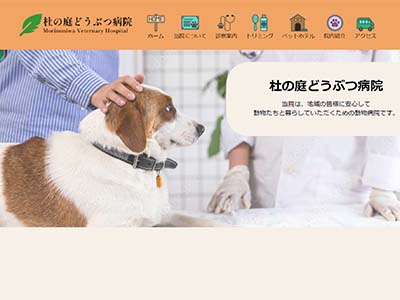 杜の庭どうぶつ病院
Morinoniwa Veternary Hospital
ホーム 当院について 診察案内 トリミング ペットホテル 院内紹介 アクセス
杜の庭どうぶつ病院
当院は、地域の皆様に安心して
動物たちと暮らしていただくための動物病院です。